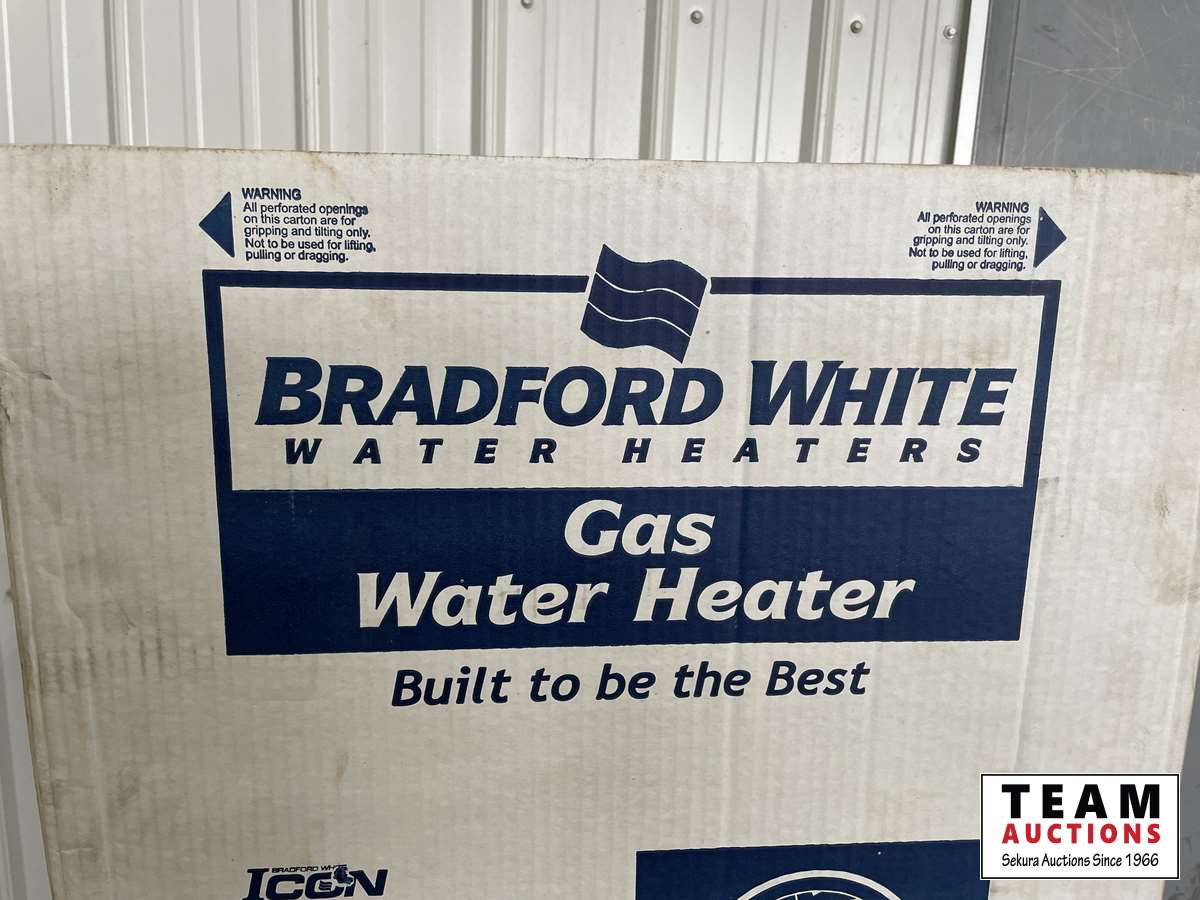 WARNING
All perforated openings
on this carton are for
gripping and tilting only.
Not to be used for lifting,
pulling or dragging.
WARNING
All perforated openings
on this carton are for
gripping and tilting only.
Not to be used for lifting,
pulling or dragging.
BRADFORD WHITE
WATER HEATERS
Gas
Water Heater
Built to be the Best
BRADFORD WHITE
ICON
TEAM
AUCTIONS
Sekura Auctions Since 1966